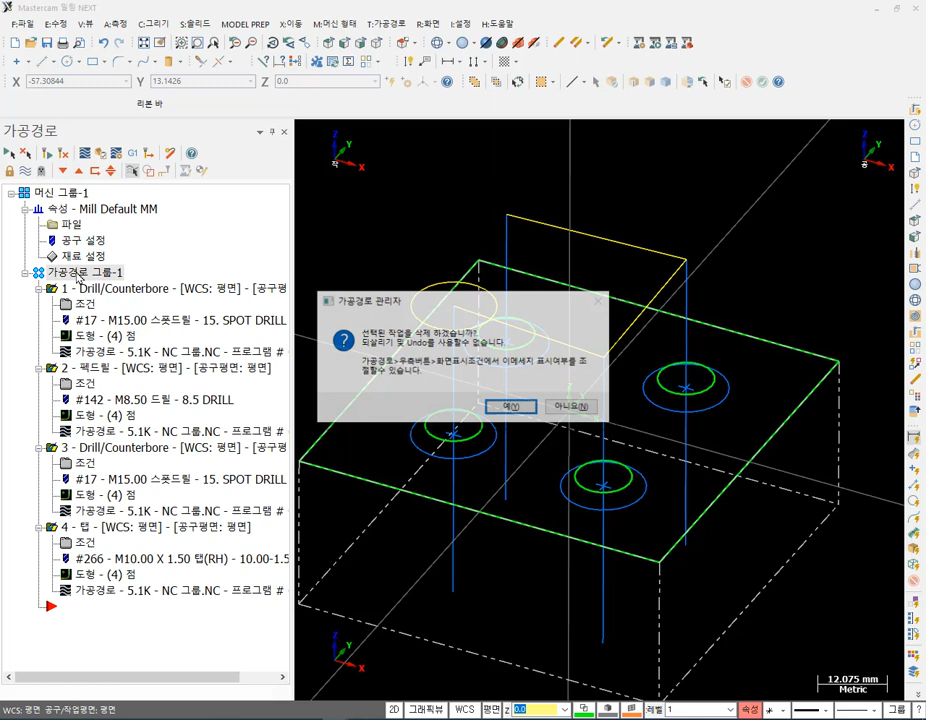 Mastercam 밀링 NEXT
F:파일 E:수정 V:뷰 A:측정 C:그리기 S:솔리드 MODEL PREP X:이동 M:머신 형태 T:가공경로 R:화면 I:설정 H:도움말
X -57.30844 Y 13.1426 Z 0.0
리본 바
가공경로
G1
머신 그룹-1
속성 - Mill Default MM
파일
공구 설정
재료 설정
가공경로 그룹-1
1 - Drill/Counterbore - [WCS: 평면] - [공구평
조건
#17 - M15.00 스폿드릴 - 15. SPOT DRILL
도형 - (4) 점
가공경로 - 5.1K - NC 그룹.NC - 프로그램 #
2 - 펙드릴 - [WCS: 평면] - [공구평면: 평면]
조건
#142 - M8.50 드릴 - 8.5 DRILL
도형 - (4) 점
가공경로 - 5.1K - NC 그룹.NC - 프로그램 #
3 - Drill/Counterbore - [WCS: 평면] - [공구평
조건
#17 - M15.00 스폿드릴 - 15. SPOT DRILL
도형 - (4) 점
가공경로 - 5.1K - NC 그룹.NC - 프로그램 #
4 - 탭 - [WCS: 평면] - [공구평면: 평면]
조건
#266 - M10.00 X 1.50 탭(RH) - 10.00-1.5
도형 - (4) 점
가공경로 - 5.1K - NC 그룹.NC - 프로그램 #
Z
Y
X
Z
Y
X
가공경로 관리자
선택된 작업을 삭제 하겠습니까?
되살리기 및 Undo를 사용할수 없습니다.
가공경로>우측버튼>화면표시조건에서 이메세지 표시여부를 조
절할수 있습니다.
예(Y) 아니요(N)
Z
Y
X
12.075 mm
Metric
WCS: 평면 공구/작업평면: 평면
2D 그래픽뷰 WCS 평면 z 0.0 레벨 1 속성 그룹 ?